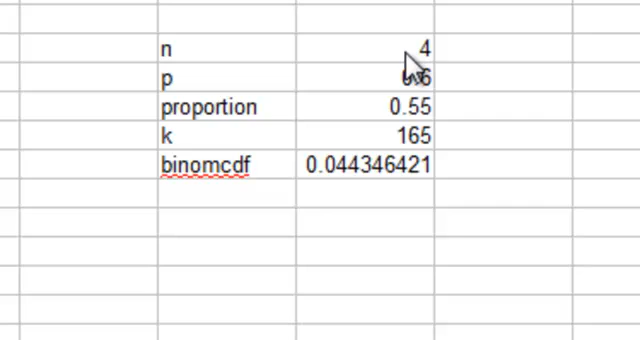 n 4
p
proportion 0.55
k 165
binomcdf 0.044346421